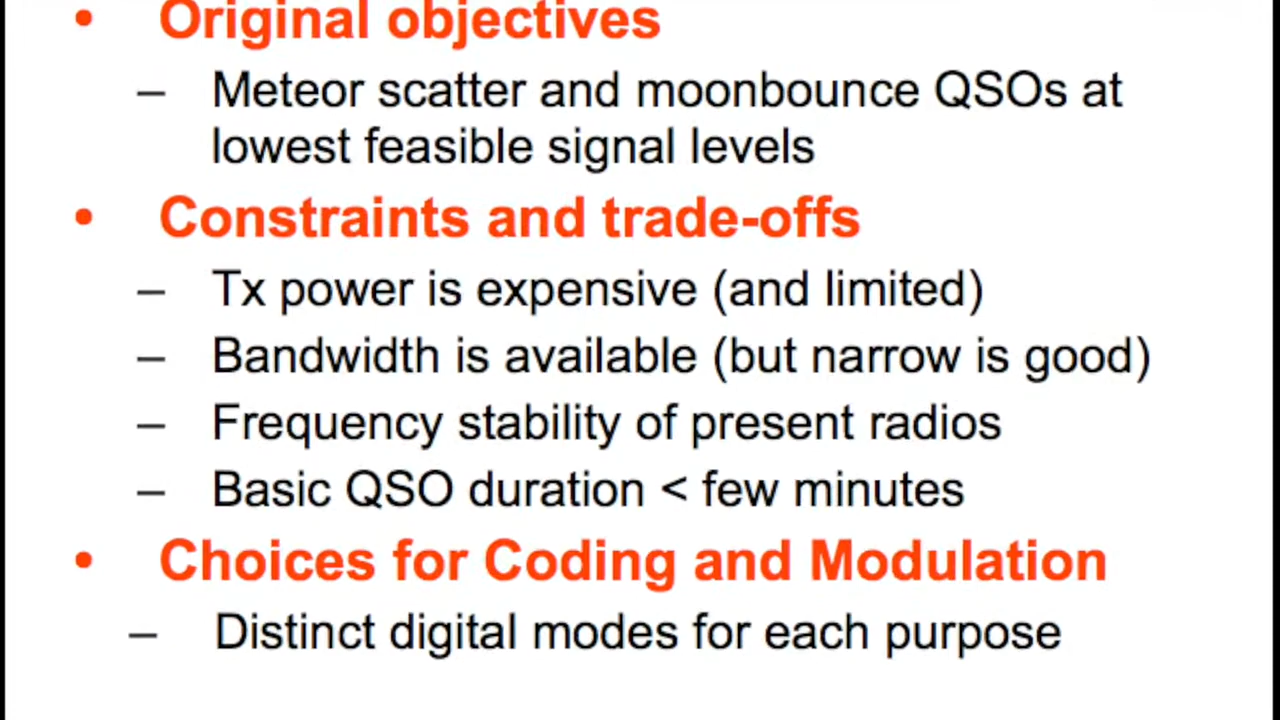 • Original objectives
– Meteor scatter and moonbounce QSOs at
lowest feasible signal levels
• Constraints and trade-offs
– Tx power is expensive (and limited)
– Bandwidth is available (but narrow is good)
– Frequency stability of present radios
– Basic QSO duration < few minutes
• Choices for Coding and Modulation
– Distinct digital modes for each purpose